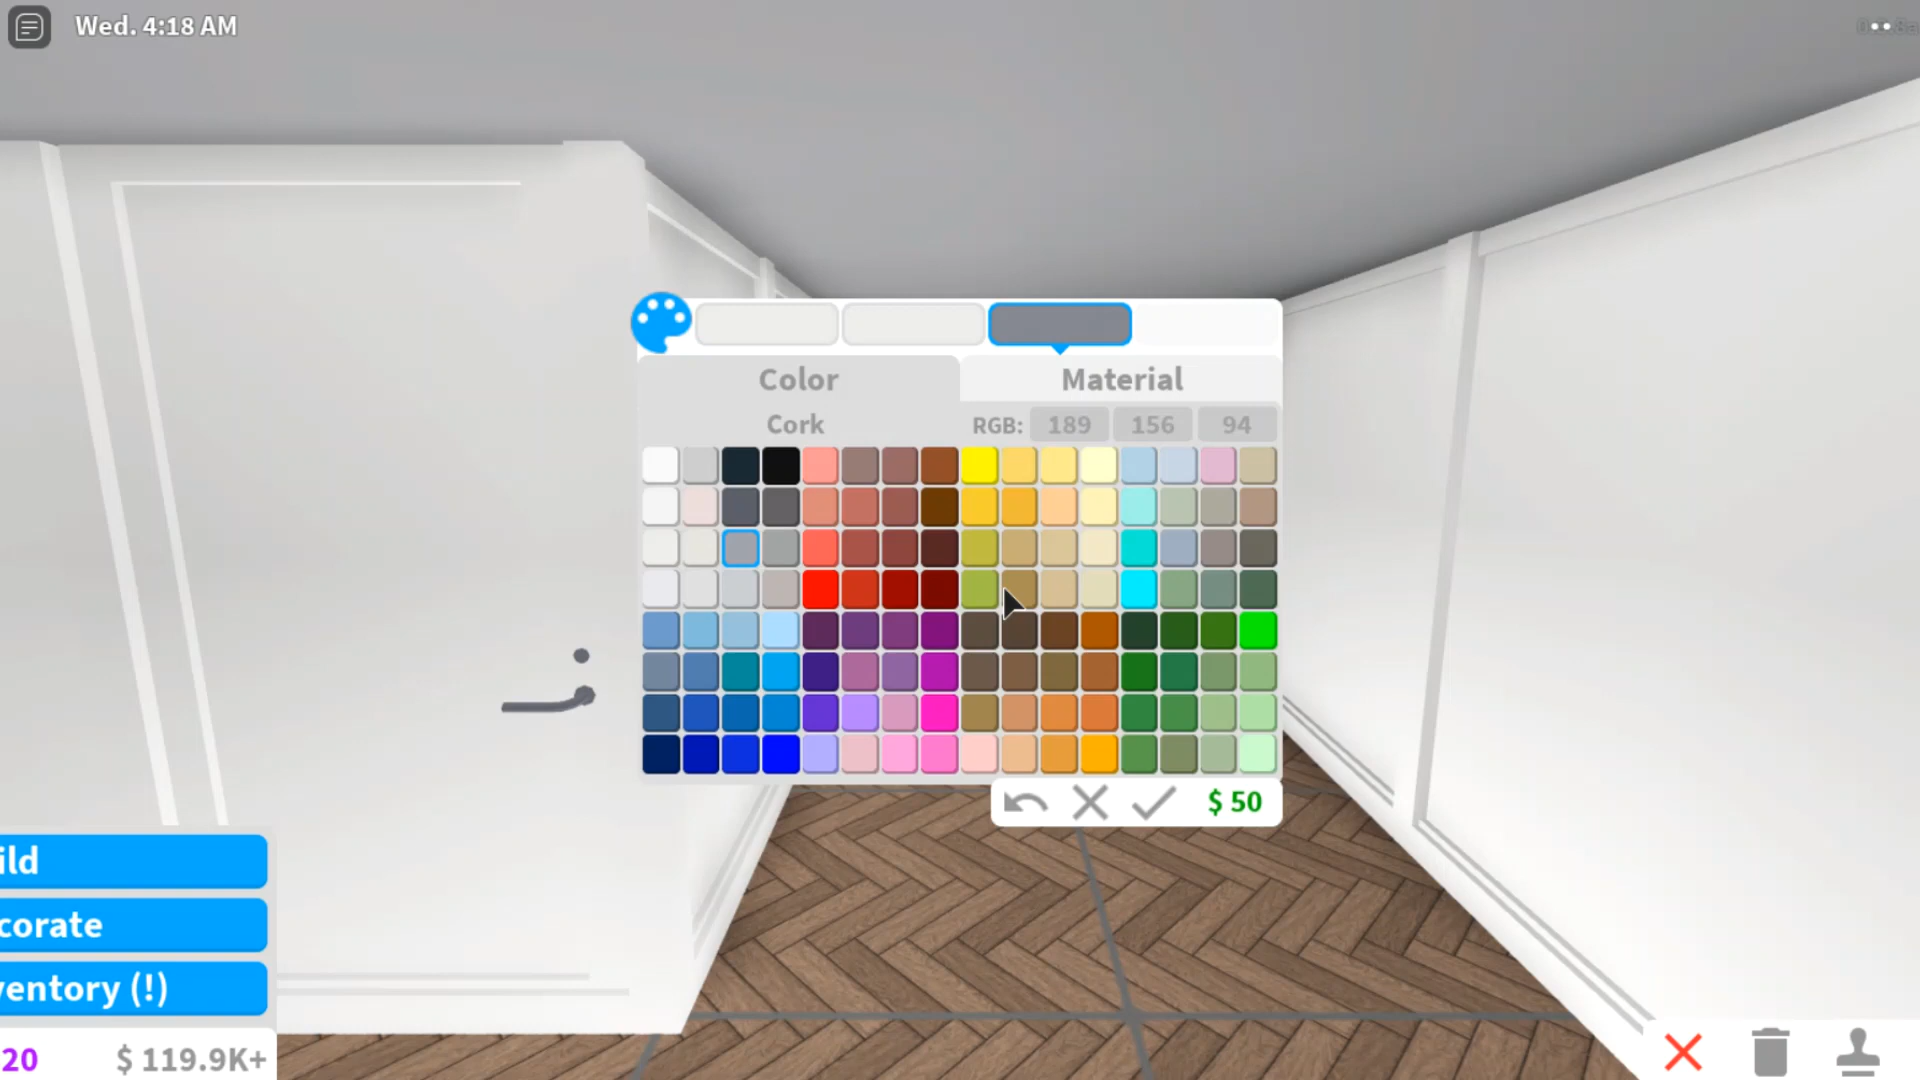 Wed. 4:18 AM
Color
Material
Cork
RGB: 189 156 94
$ 50
ild
corate
ventory (!)
20
$ 119.9K+